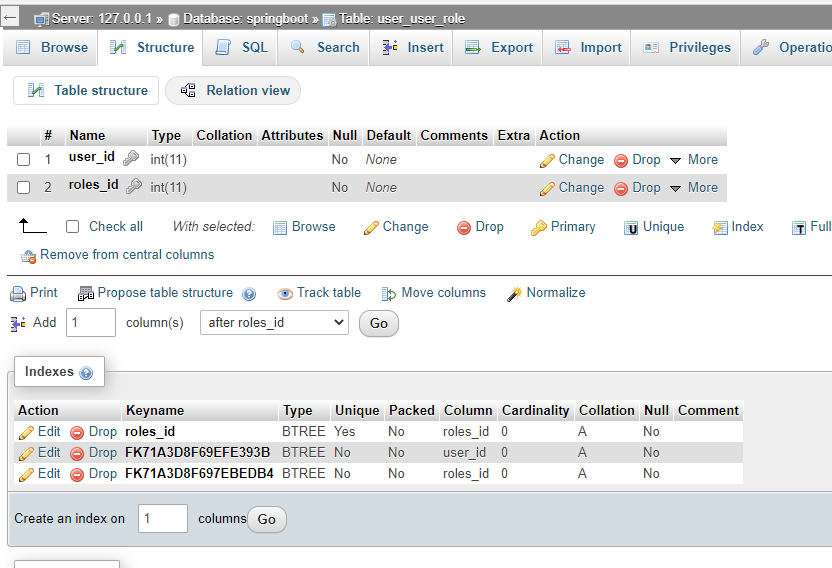 ← Server: 127.0.0.1 » Database: springboot » Table: user_user_role
Browse Structure SQL Search Insert Export Import Privileges Operatio
Table structure Relation view
# Name Type Collation Attributes Null Default Comments Extra Action
1 user_id int(11) No None Change Drop More
2 roles_id int(11) No None Change Drop More
Check all With selected: Browse Change Drop Primary Unique Index Full
Remove from central columns
Print Propose table structure Track table Move columns Normalize
Add 1 column(s) after roles_id Go
Indexes
Action Keyname Type Unique Packed Column Cardinality Collation Null Comment
Edit Drop roles_id BTREE Yes No roles_id 0 A No
Edit Drop FK71A3D8F69EFE393B BTREE No No user_id 0 A No
Edit Drop FK71A3D8F697EBEDB4 BTREE No No roles_id 0 A No
Create an index on 1 columns Go